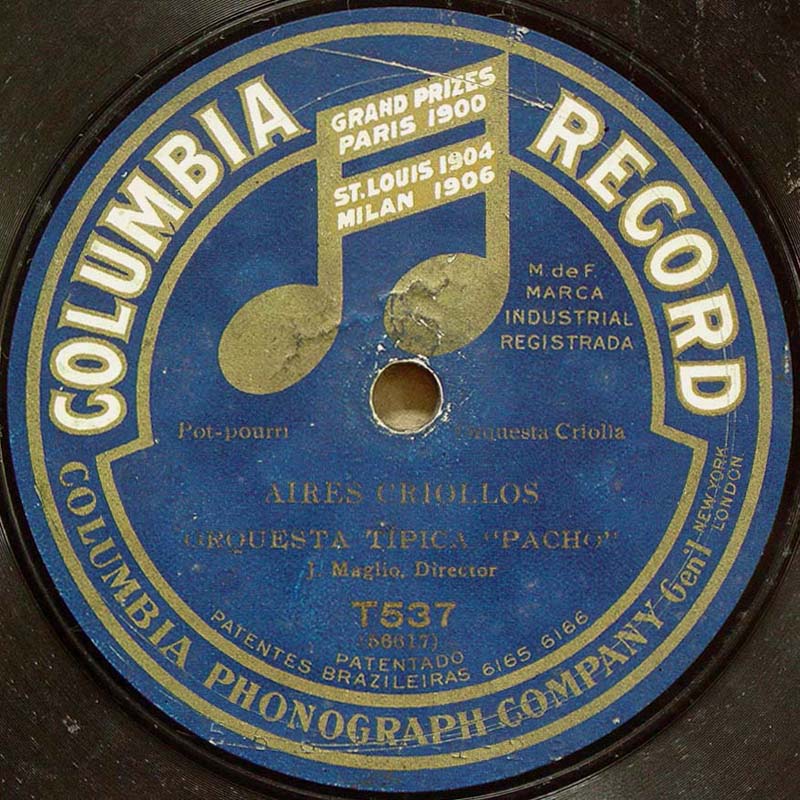 COLUMBIA RECORD
GRAND PRIZES
PARIS 1900
ST. LOUIS 1904
MILAN 1906
M de F.
MARCA
INDUSTRIAL
REGISTRADA
Pot-pourri Orquesta Criolla
AIRES CRIOLLOS
ORQUESTA TÍPICA "PACHO"
J. Maglio, Director
T537
(56617)
PATENTADO
PATENTES BRAZILEIRAS 6165 6166
COLUMBIA PHONOGRAPH COMPANY Gen'l
NEW YORK
LONDON